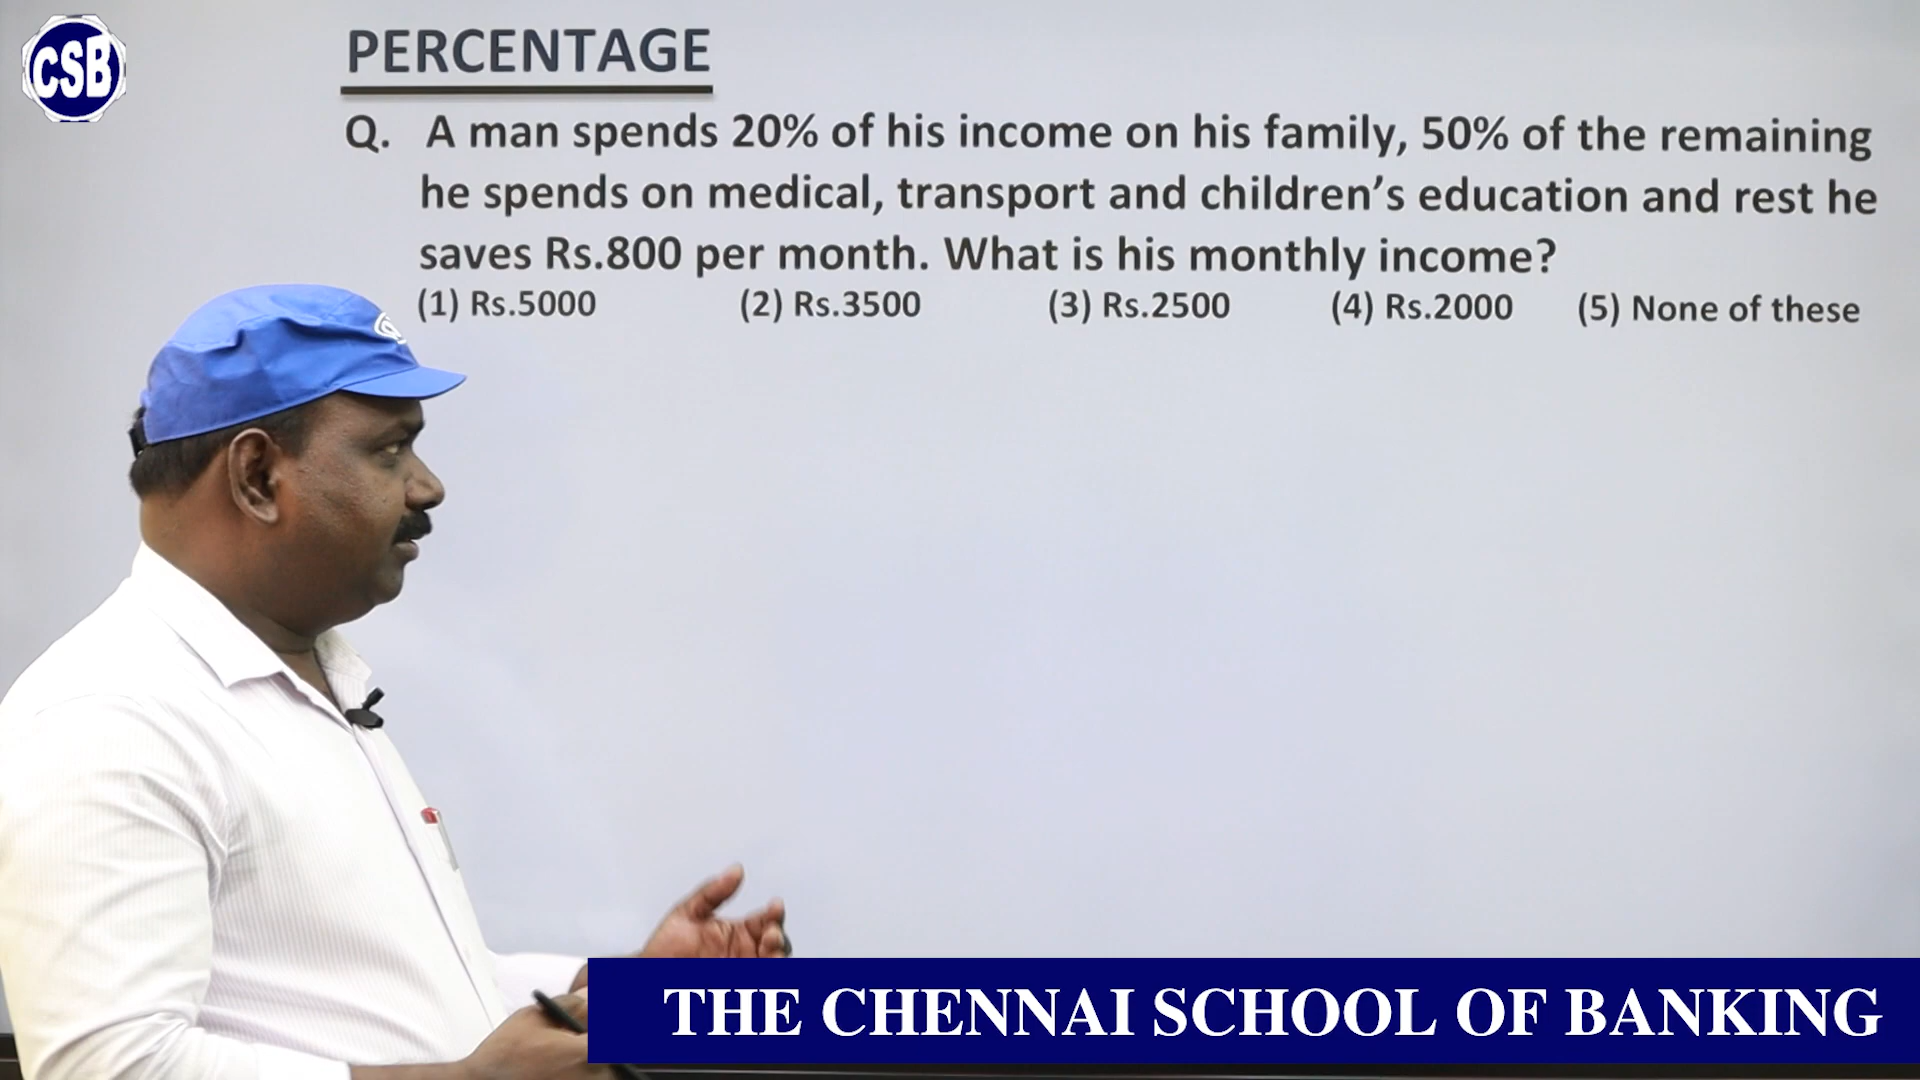 CSB
PERCENTAGE
Q. A man spends 20% of his income on his family, 50% of the remaining
he spends on medical, transport and children’s education and rest he
saves Rs.800 per month. What is his monthly income?
(1) Rs.5000 (2) Rs.3500 (3) Rs.2500 (4) Rs.2000 (5) None of these
THE CHENNAI SCHOOL OF BANKING